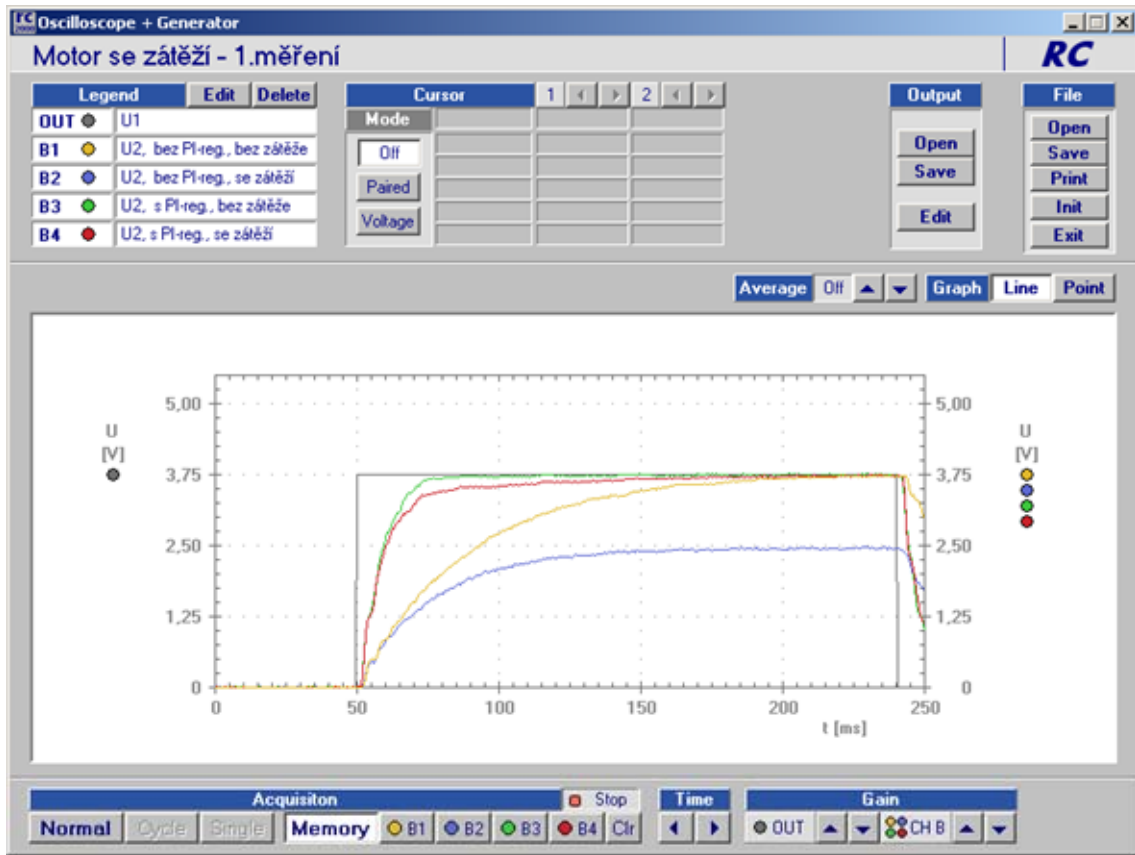 RC 2000 Oscilloscope + Generator
Motor se zátěží - 1.měření
RC
Legend Edit Delete
OUT U1
B1 U2, bez PI-reg., bez zátěže
B2 U2, bez PI-reg., se zátěží
B3 U2, s PI-reg., bez zátěže
B4 U2, s PI-reg., se zátěží
Cursor 1 2
Mode
Off
Paired
Voltage
Output
Open
Save
Edit
File
Open
Save
Print
Init
Exit
Average Off Graph Line Point
5,00 5,00
U [V] U [V]
3,75 3,75
2,50 2,50
1,25 1,25
0 0
0 50 100 150 200 250
t [ms]
Acquisiton Stop Time Gain
Normal Cycle Single Memory B1 B2 B3 B4 Clr OUT CH B